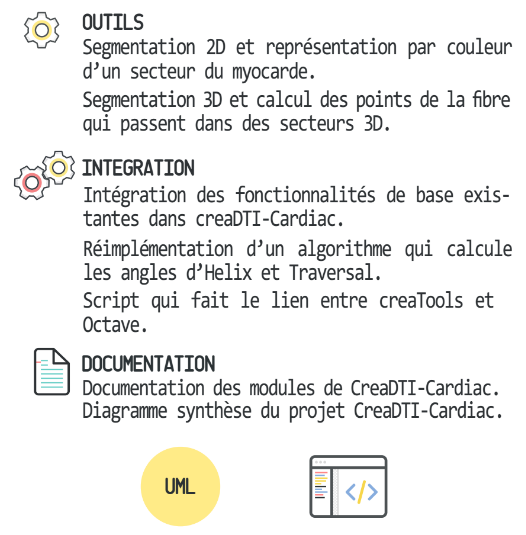 OUTILS
Segmentation 2D et représentation par couleur
d'un secteur du myocarde.
Segmentation 3D et calcul des points de la fibre
qui passent dans des secteurs 3D.
INTEGRATION
Intégration des fonctionnalités de base exis-
tantes dans creaDTI-Cardiac.
Réimplémentation d'un algorithme qui calcule
les angles d'Helix et Traversal.
Script qui fait le lien entre creaTools et
Octave.
DOCUMENTATION
Documentation des modules de CreaDTI-Cardiac.
Diagramme synthèse du projet CreaDTI-Cardiac.
UML
</>